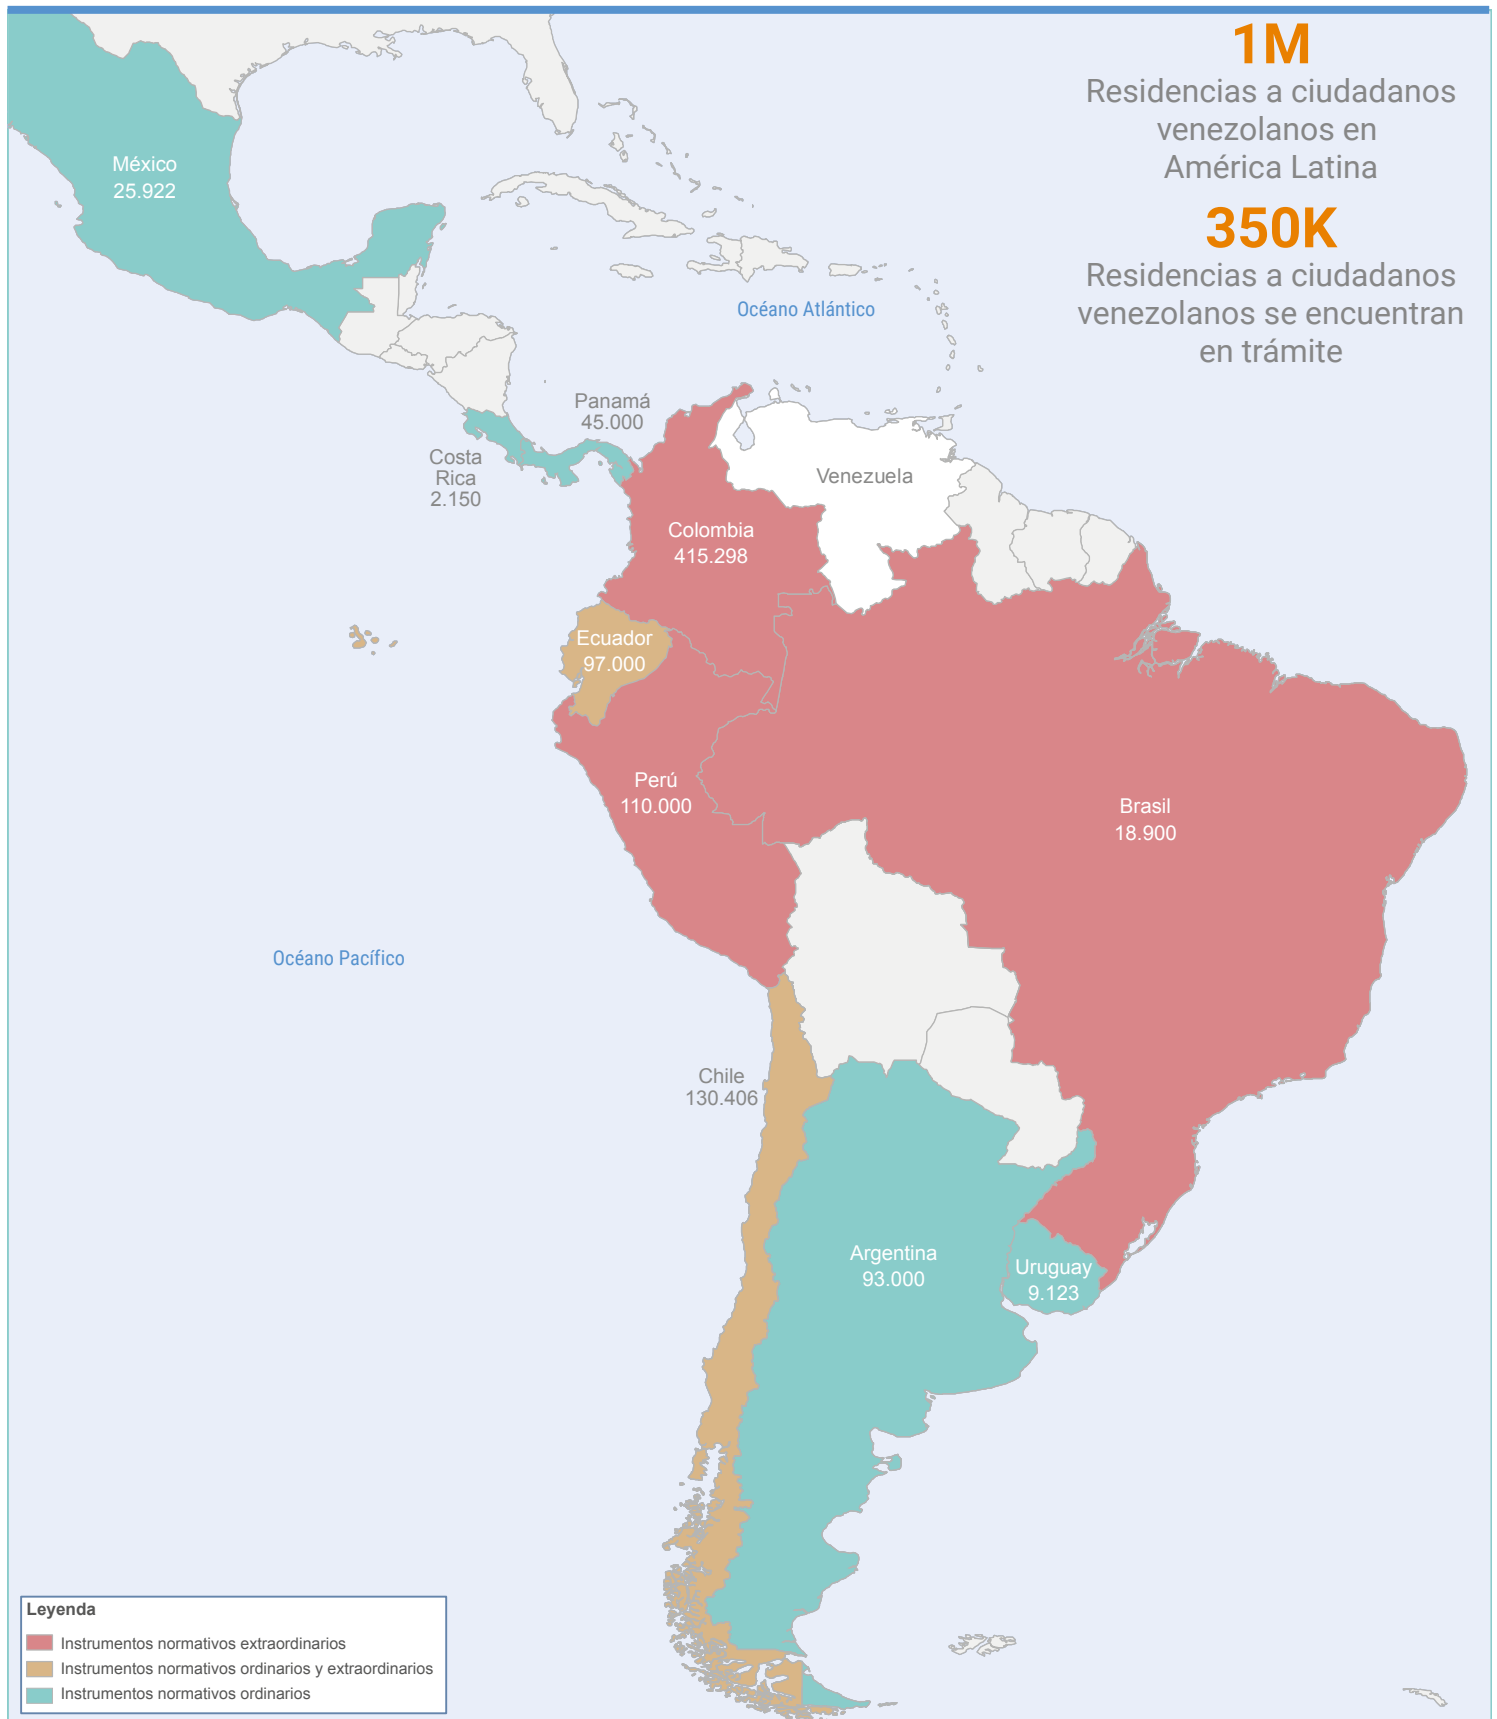 1M
Residencias a ciudadanos
venezolanos en
América Latina
350K
Residencias a ciudadanos
venezolanos se encuentran
en trámite
México
25.922
Océano Atlántico
Panamá
45.000
Costa
Rica
2.150
Venezuela
Colombia
415.298
Ecuador
97.000
Perú
110.000
Brasil
18.900
Océano Pacífico
Chile
130.406
Argentina
93.000
Uruguay
9.123
Leyenda
Instrumentos normativos extraordinarios
Instrumentos normativos ordinarios y extraordinarios
Instrumentos normativos ordinarios